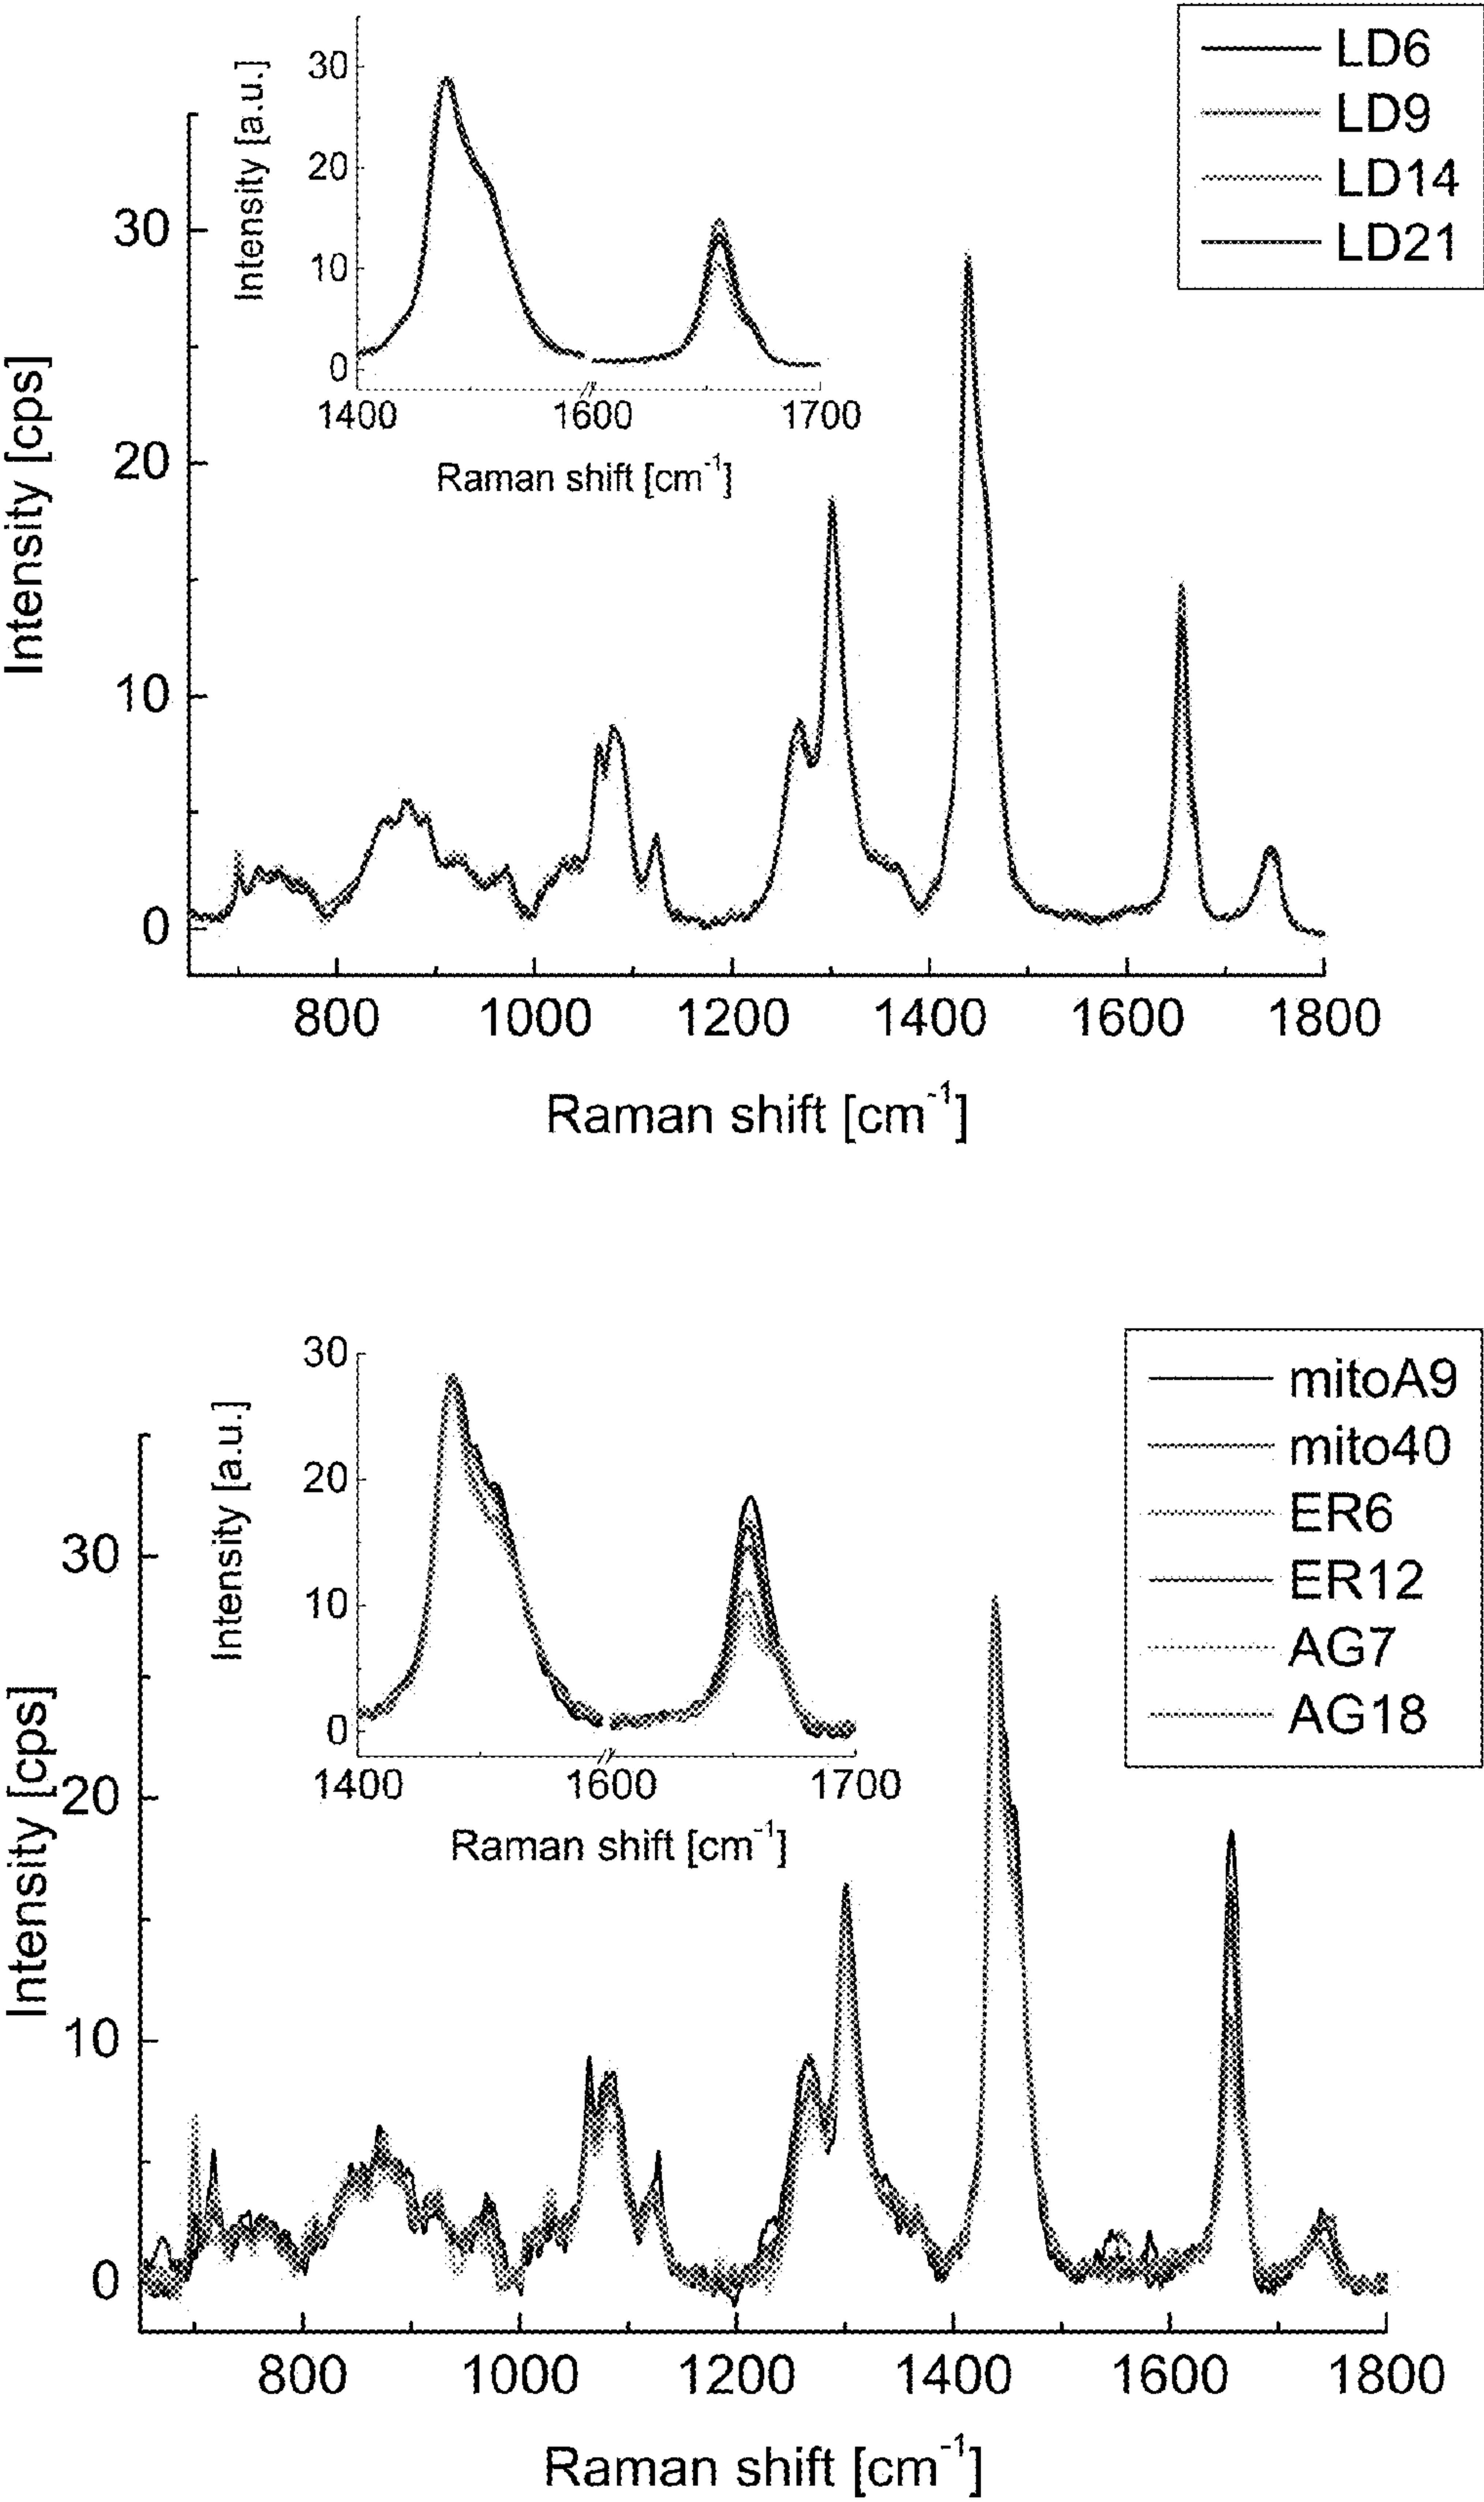 LD6
LD9
LD14
LD21
Intensity [a.u.]
30
20
10
0
1400
1600
1700
Raman shift [cm-1]
Intensity [cps]
30
20
10
0
800
1000
1200
1400
1600
1800
Raman shift [cm-1]
mitoA9
mito40
ER6
ER12
AG7
AG18
Intensity [a.u.]
30
20
10
0
1400
1600
1700
Raman shift [cm-1]
Intensity [cps]
30
20
10
0
800
1000
1200
1400
1600
1800
Raman shift [cm-1]